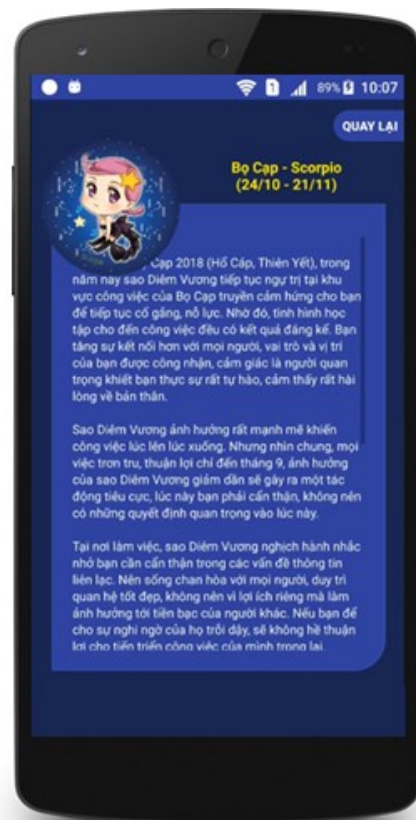 89% 10:07
QUAY LẠI
Bọ Cạp - Scorpio
(24/10 - 21/11)
Cạp 2018 (Hổ Cáp, Thiên Yết), trong
năm nay sao Diêm Vương tiếp tục ngự trị tại khu
vực công việc của Bọ Cạp truyền cảm hứng cho bạn
để tiếp tục cố gắng, nỗ lực. Nhờ đó, tình hình học
tập cho đến công việc đều có kết quả đáng kể. Bạn
tăng sự kết nối hơn với mọi người, vai trò và vị trí
của bạn được công nhận, cảm giác là người quan
trọng khiết bạn thực sự rất tự hào, cảm thấy rất hài
lòng về bản thân.
Sao Diêm Vương ảnh hưởng rất mạnh mẽ khiến
công việc lúc lên lúc xuống. Nhưng nhìn chung, mọi
việc trơn tru, thuận lợi chỉ đến tháng 9, ảnh hưởng
của sao Diêm Vương giảm dần sẽ gây ra một tác
động tiêu cực, lúc này bạn phải cẩn thận, không nên
có những quyết định quan trọng vào lúc này.
Tại nơi làm việc, sao Diêm Vương nghịch hành nhắc
nhở bạn cần cẩn thận trong các vấn đề thông tin
liên lạc. Nên sống chan hòa với mọi người, duy trì
quan hệ tốt đẹp, không nên vì lợi ích riêng mà làm
ảnh hưởng tới tiền bạc của người khác. Nếu bạn để
cho sự nghi ngờ của họ trỗi dậy, sẽ không hề thuận
lợi cho tiến triển công việc của mình trong lai.